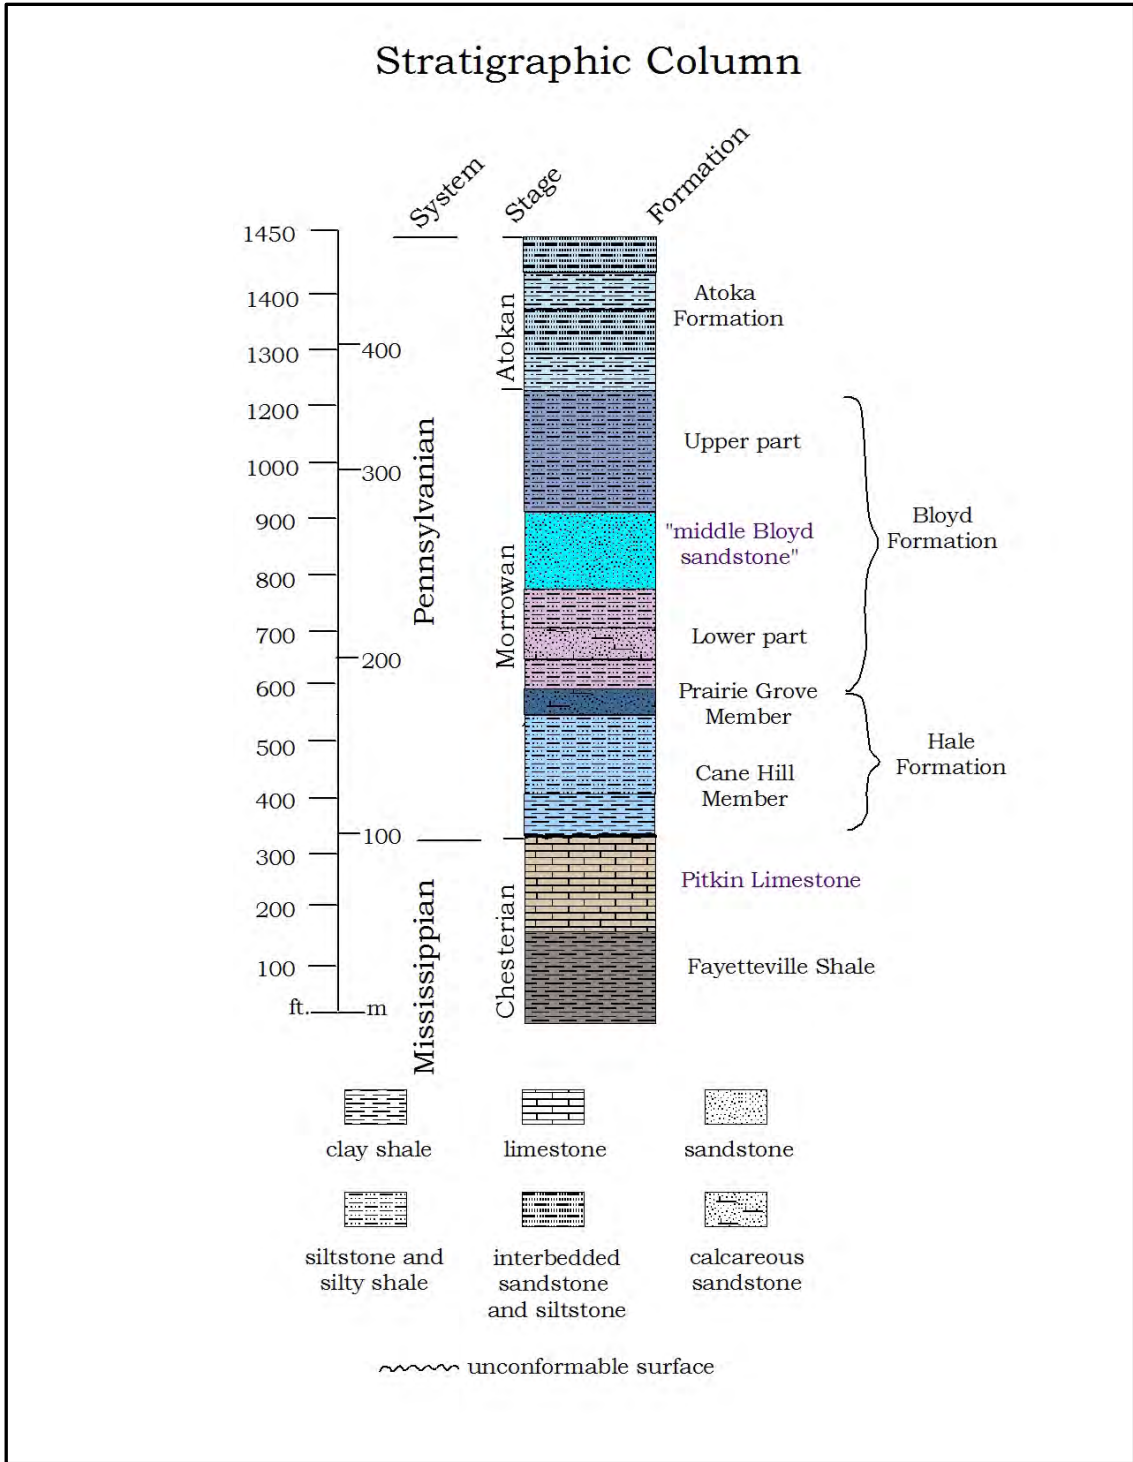 Stratigraphic Column
System
Stage
Formation
1450
1400
1300
1200
1000
900
800
700
600
500
400
300
200
100
ft.
400
300
200
100
m
Pennsylvanian
Mississippian
Atokan
Morrowan
Chesterian
Atoka
Formation
Upper part
"middle Bloyd
sandstone"
Lower part
Prairie Grove
Member
Cane Hill
Member
Pitkin Limestone
Fayetteville Shale
Bloyd
Formation
Hale
Formation
clay shale
limestone
sandstone
siltstone and
silty shale
interbedded
sandstone
and siltstone
calcareous
sandstone
unconformable surface